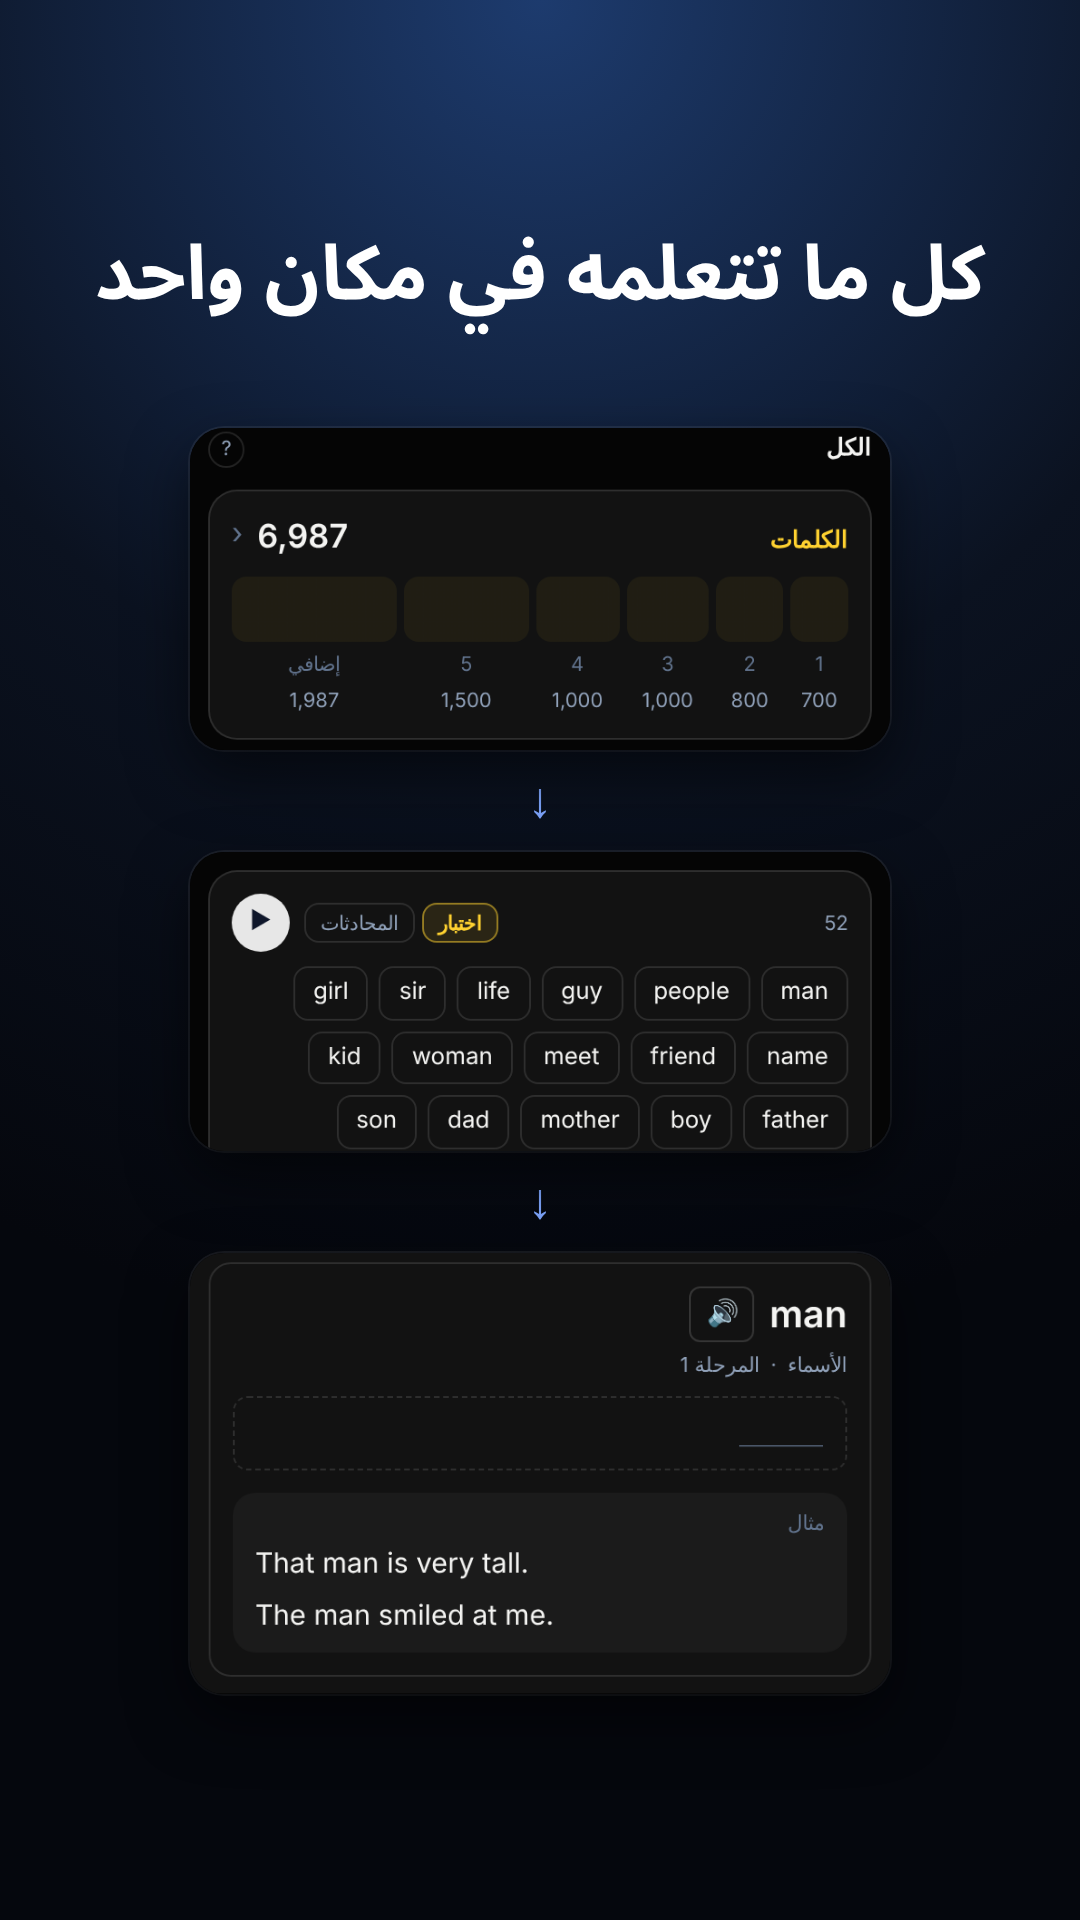 كل ما تتعلمه في مكان واحد
الكل ?
الكلمات 6,987
1 2 3 4 5 إضافي
700 800 1,000 1,000 1,500 1,987
52 اختبار المحادثات
man people guy life sir girl
name friend meet woman kid
father boy mother dad son
man
الأسماء · المرحلة 1
مثال
That man is very tall.
The man smiled at me.